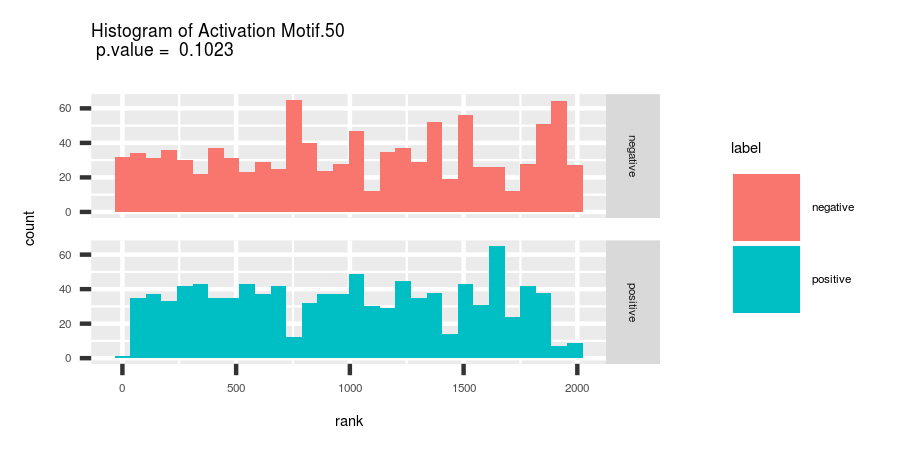 Histogram of Activation Motif.50
p.value =  0.1023
count
60
40
20
0
negative
60
40
20
0
positive
0
500
1000
1500
2000
rank
label
negative
positive